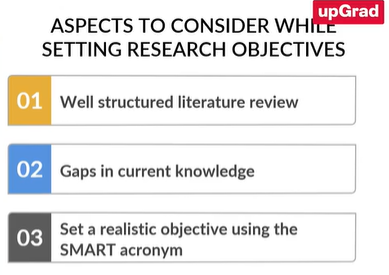 upGrad
ASPECTS TO CONSIDER WHILE
SETTING RESEARCH OBJECTIVES
01 Well structured literature review
02 Gaps in current knowledge
03 Set a realistic objective using the
SMART acronym